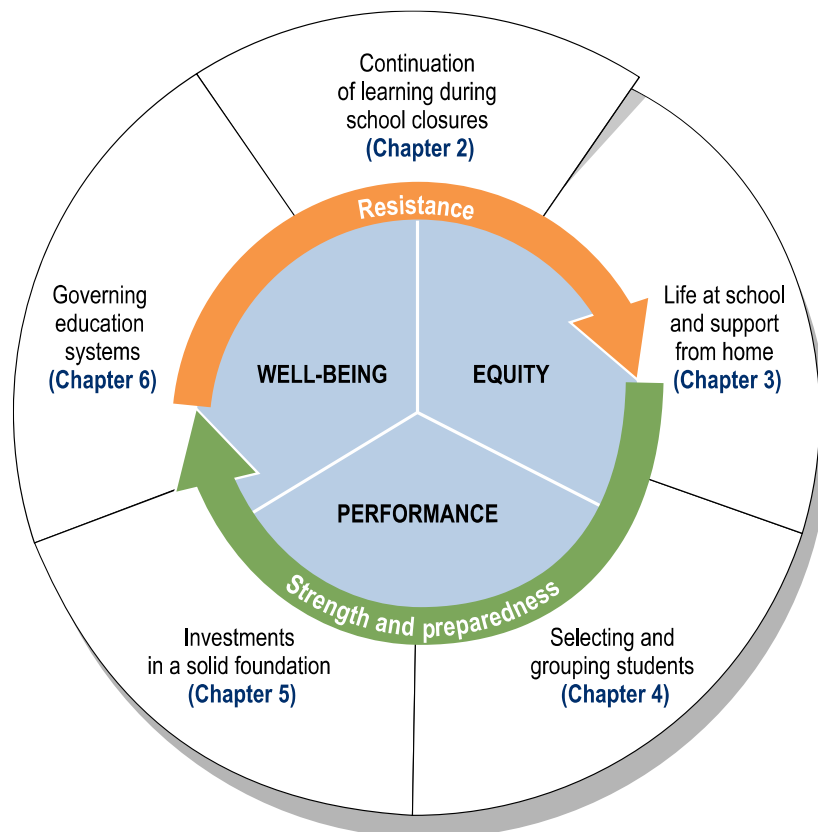 Continuation
of learning during
school closures
(Chapter 2)
Resistance
Governing
education
systems
(Chapter 6)
Life at school
and support
from home
(Chapter 3)
WELL-BEING
EQUITY
PERFORMANCE
Strength and preparedness
Investments
in a solid foundation
(Chapter 5)
Selecting and
grouping students
(Chapter 4)